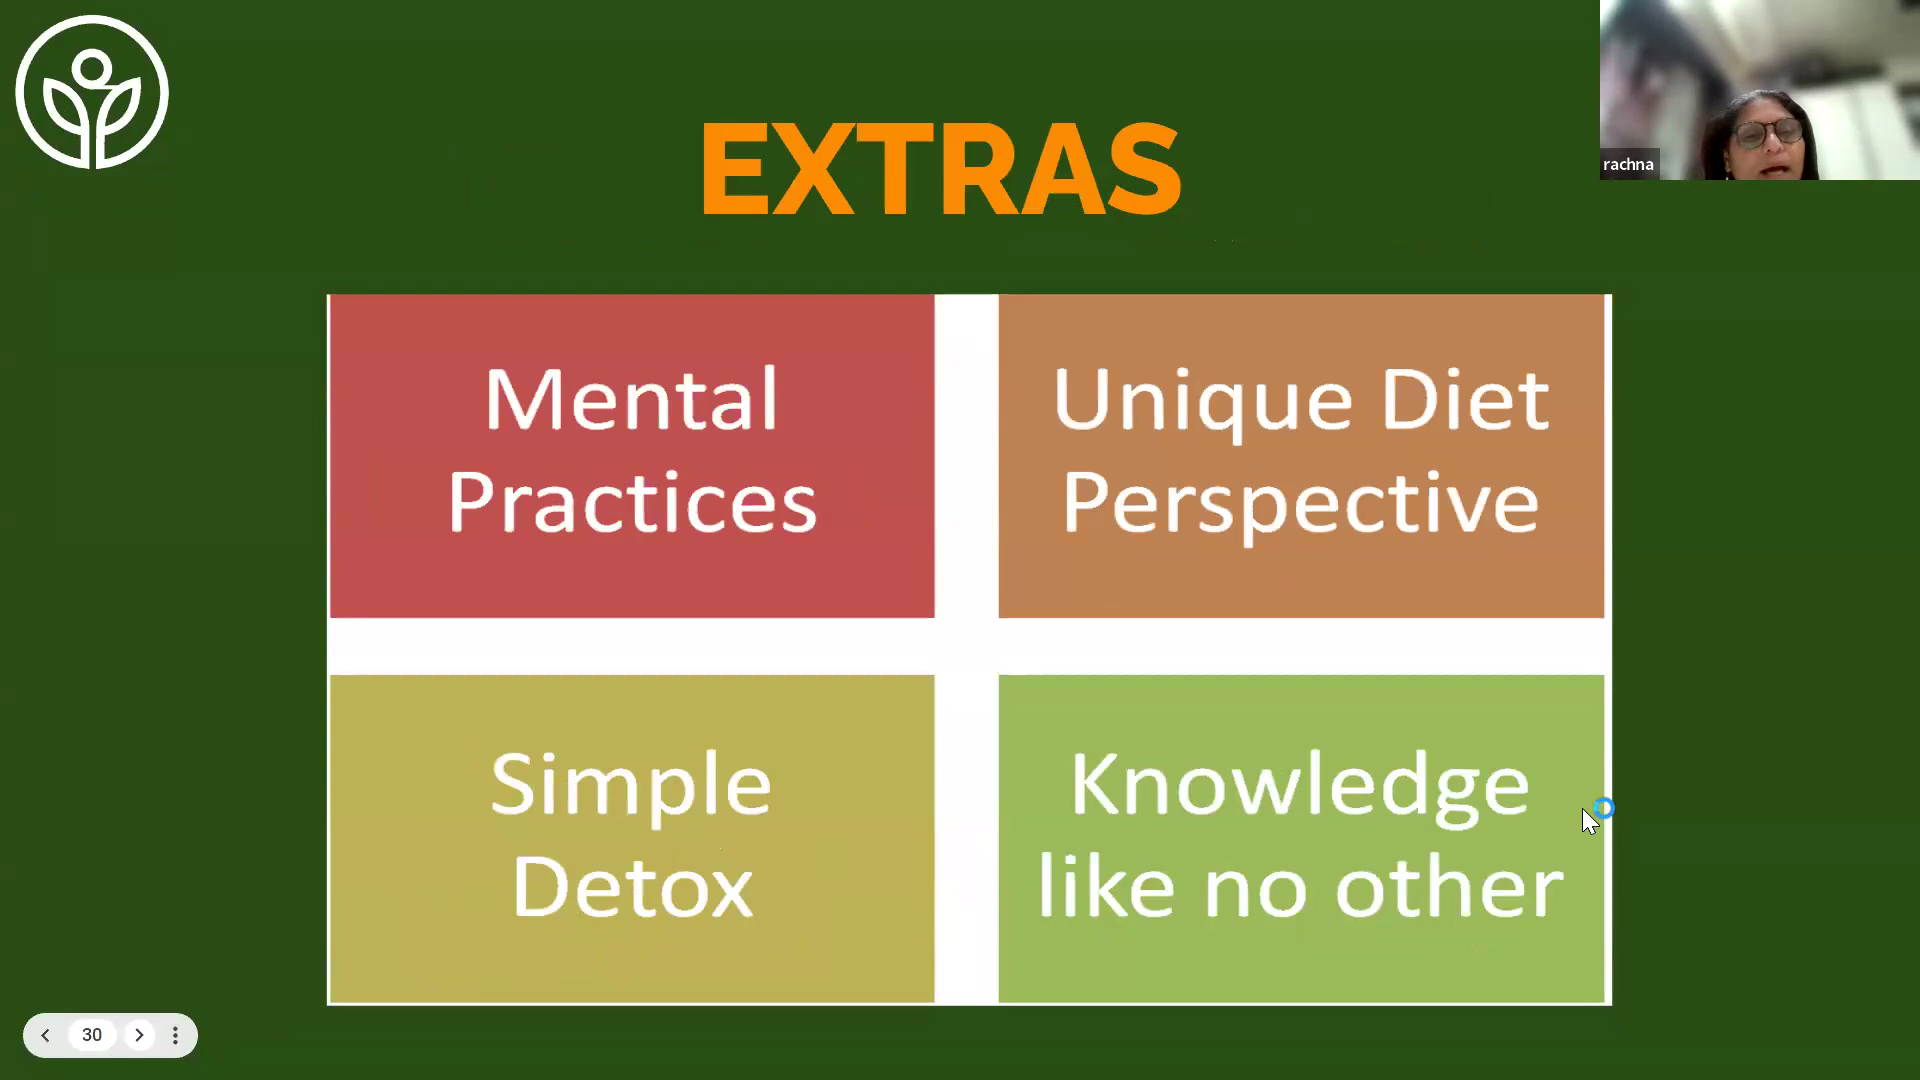 EXTRAS
rachna
Mental
Practices
Unique Diet
Perspective
Simple
Detox
Knowledge
like no other
30